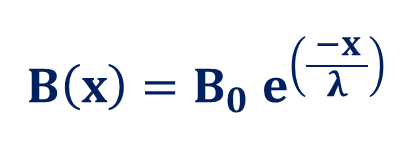 B(x) = B₀ e^(−x/λ)